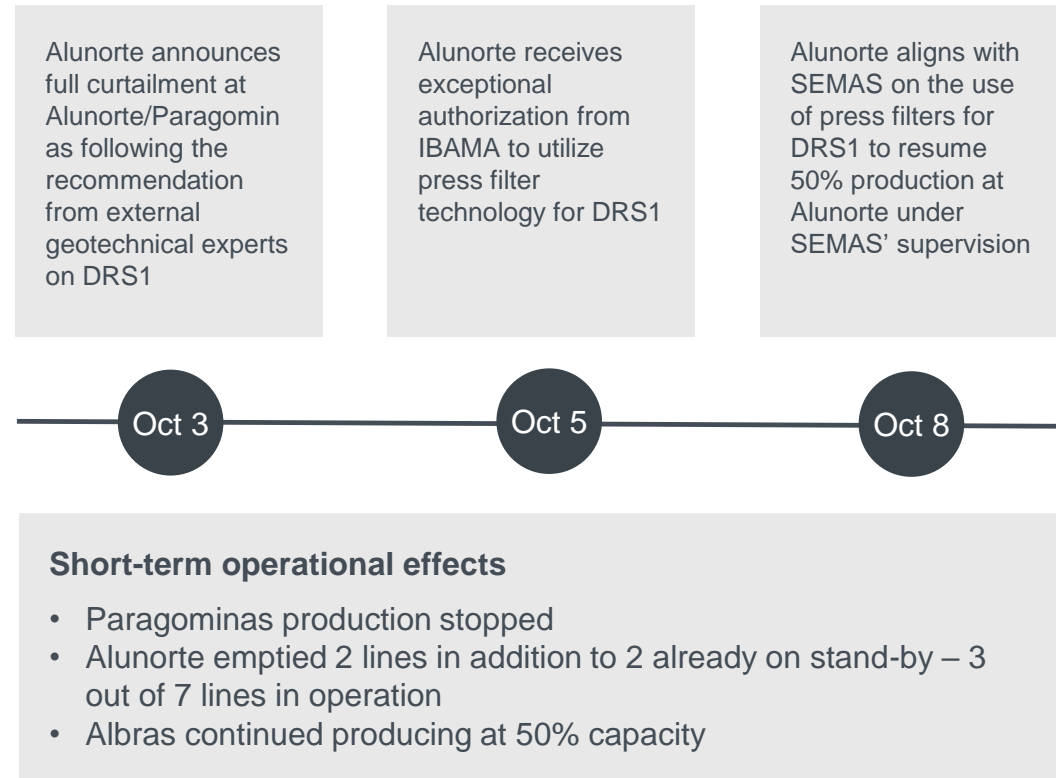 Alunorte announces
full curtailment at
Alunorte/Paragomin
as following the
recommendation
from external
geotechnical experts
on DRS1
Alunorte receives
exceptional
authorization from
IBAMA to utilize
press filter
technology for DRS1
Alunorte aligns with
SEMAS on the use
of press filters for
DRS1 to resume
50% production at
Alunorte under
SEMAS’ supervision
Oct 3
Oct 5
Oct 8
Short-term operational effects
• Paragominas production stopped
• Alunorte emptied 2 lines in addition to 2 already on stand-by – 3
out of 7 lines in operation
• Albras continued producing at 50% capacity